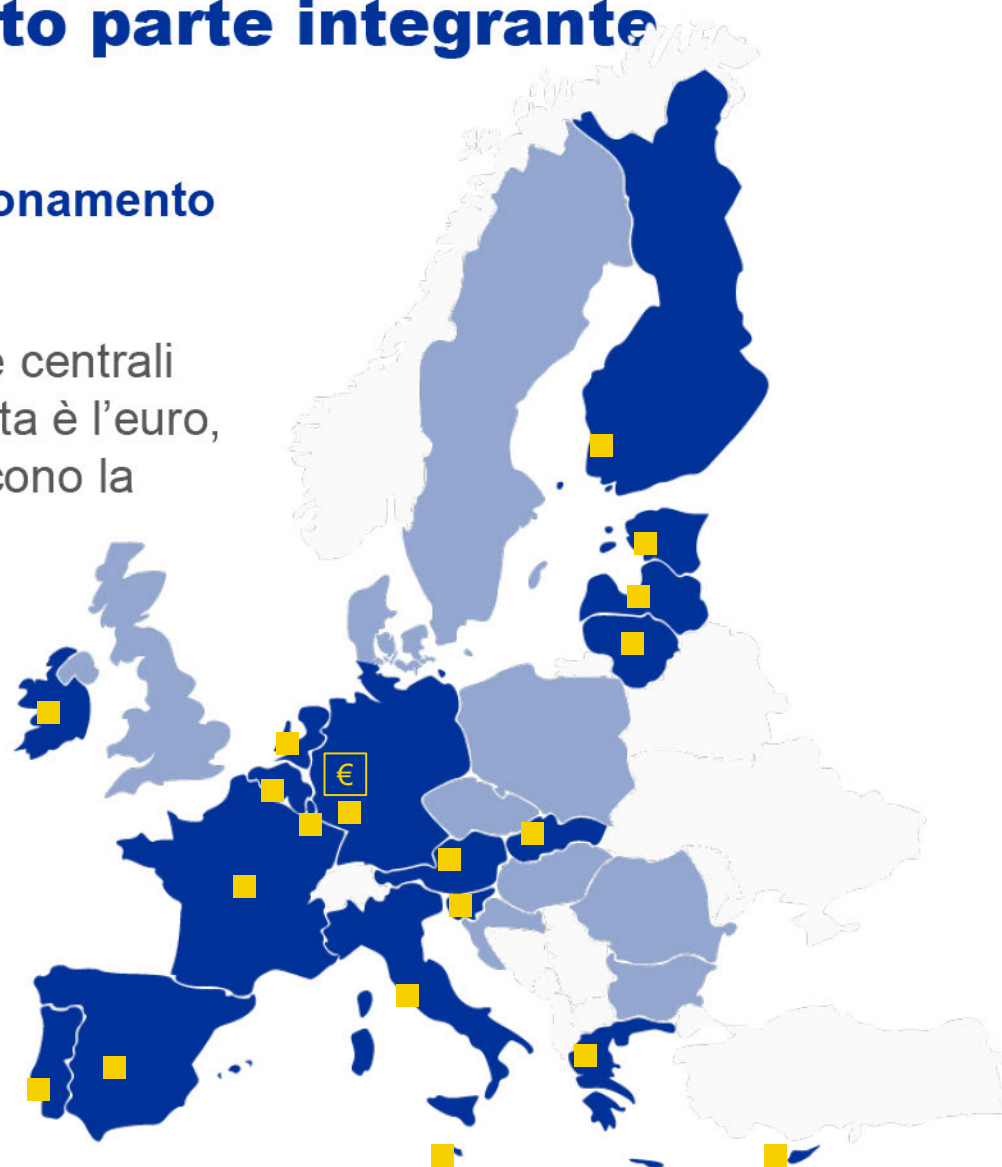 to parte integrante
onamento
e centrali
ta è l'euro,
cono la
€